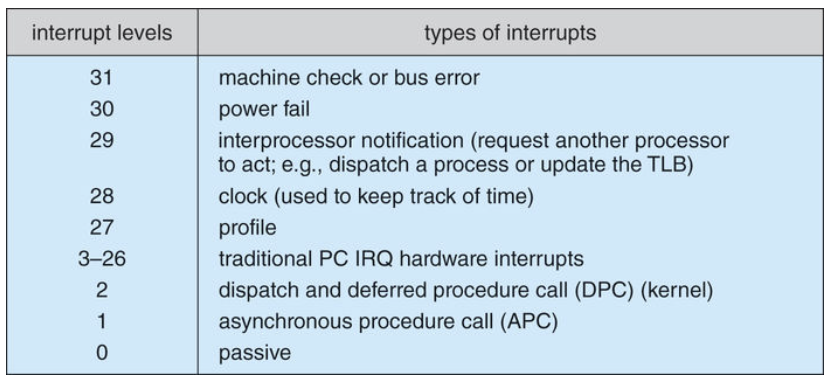 interrupt levels types of interrupts
31 machine check or bus error
30 power fail
29 interprocessor notification (request another processor
to act; e.g., dispatch a process or update the TLB)
28 clock (used to keep track of time)
27 profile
3–26 traditional PC IRQ hardware interrupts
2 dispatch and deferred procedure call (DPC) (kernel)
1 asynchronous procedure call (APC)
0 passive